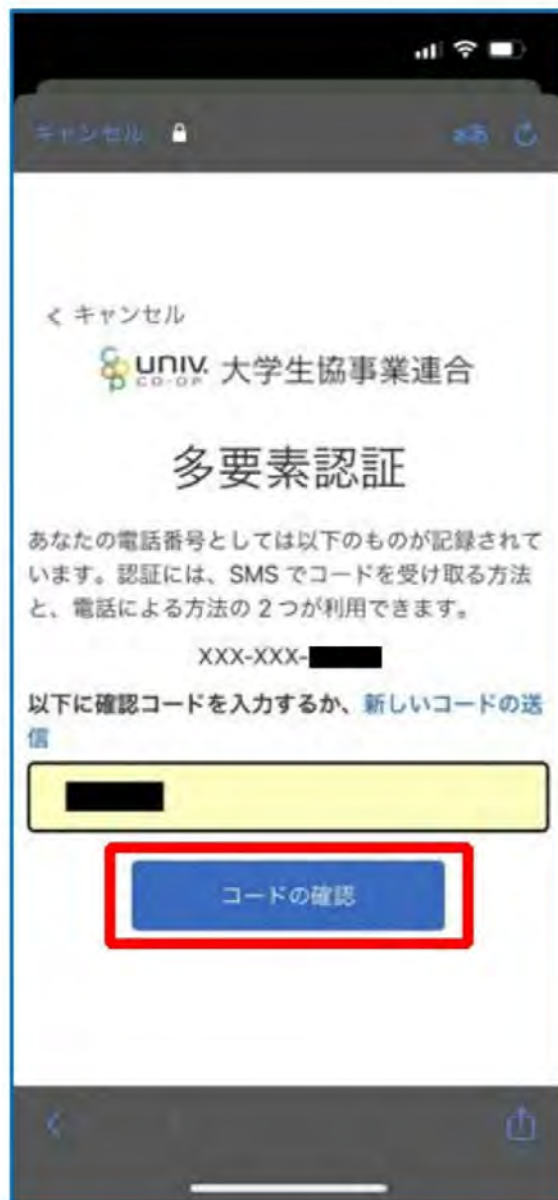 キャンセル
ああ
< キャンセル
UNIV. CO-OP 大学生協事業連合
多要素認証
あなたの電話番号としては以下のものが記録されて
います。認証には、SMS でコードを受け取る方法
と、電話による方法の 2 つが利用できます。
XXX-XXX-
以下に確認コードを入力するか、新しいコードの送
信
コードの確認